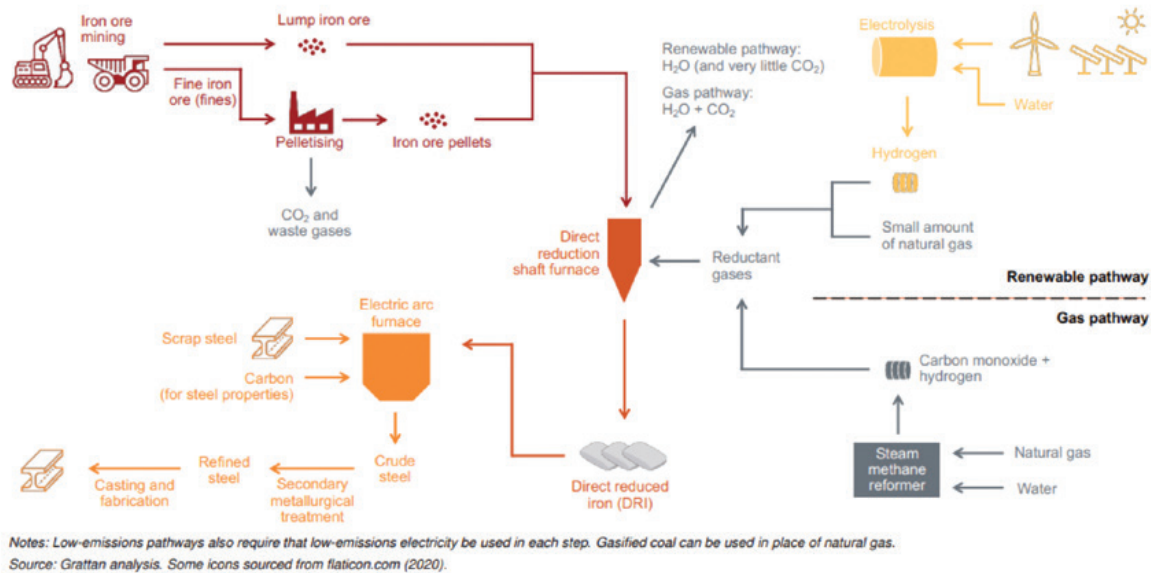 Iron ore
mining
Lump iron ore
Fine iron
ore (fines)
Pelletising
Iron ore pellets
CO₂ and
waste gases
Renewable pathway:
H₂O (and very little CO₂)
Gas pathway:
H₂O + CO₂
Electrolysis
Water
Hydrogen
Small amount
of natural gas
Direct
reduction
shaft furnace
Reductant
gases
Renewable pathway
Gas pathway
Electric arc
furnace
Scrap steel
Carbon
(for steel properties)
Carbon monoxide +
hydrogen
Steam
methane
reformer
Natural gas
Water
Casting and
fabrication
Refined
steel
Secondary
metallurgical
treatment
Crude
steel
Direct reduced
iron (DRI)
Notes: Low-emissions pathways also require that low-emissions electricity be used in each step. Gasified coal can be used in place of natural gas.
Source: Grattan analysis. Some icons sourced from flaticon.com (2020).